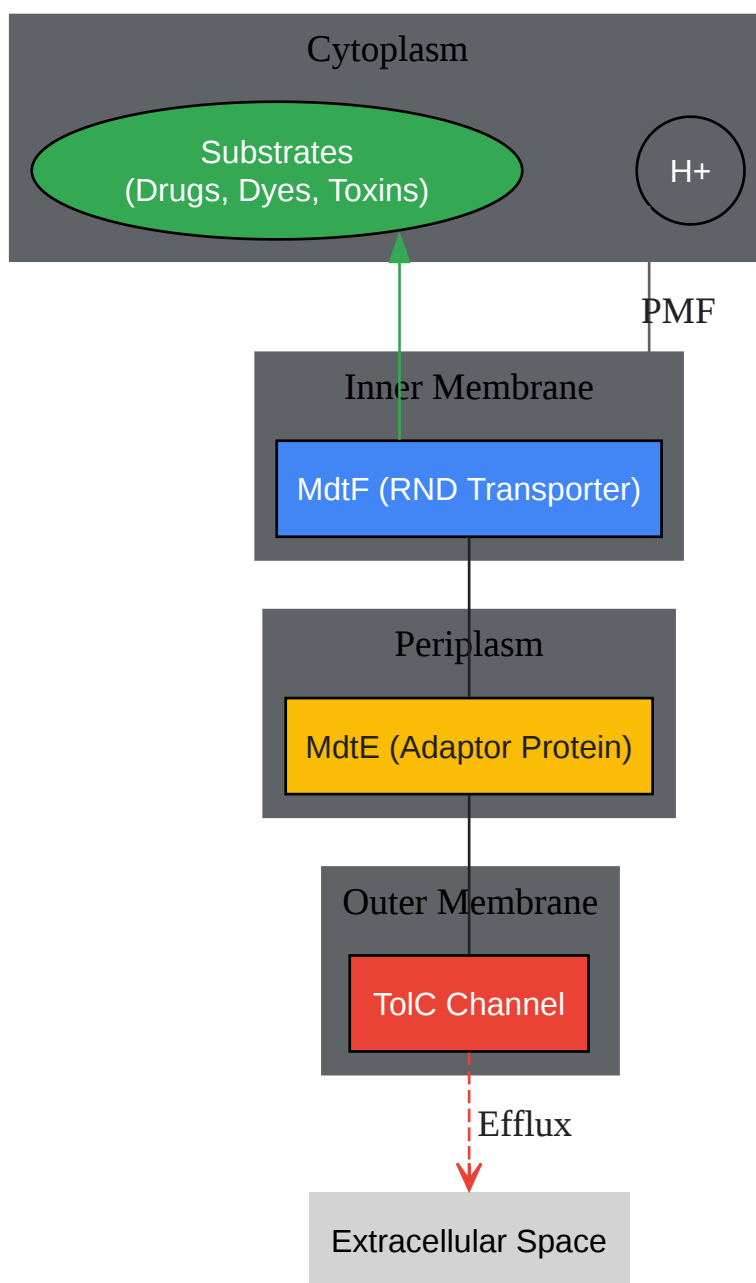 Cytoplasm
Substrates
(Drugs, Dyes, Toxins)
H+
PMF
Inner Membrane
MdtF (RND Transporter)
Periplasm
MdtE (Adaptor Protein)
Outer Membrane
TolC Channel
Efflux
Extracellular Space